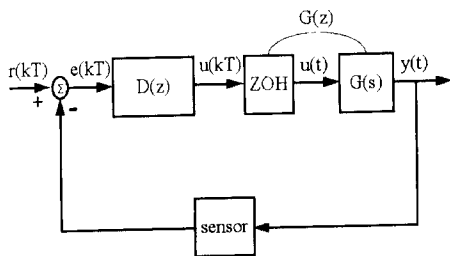 G(z)
r(kT) e(kT) u(kT) u(t) y(t)
+ Σ D(z) ZOH G(s)
-
sensor